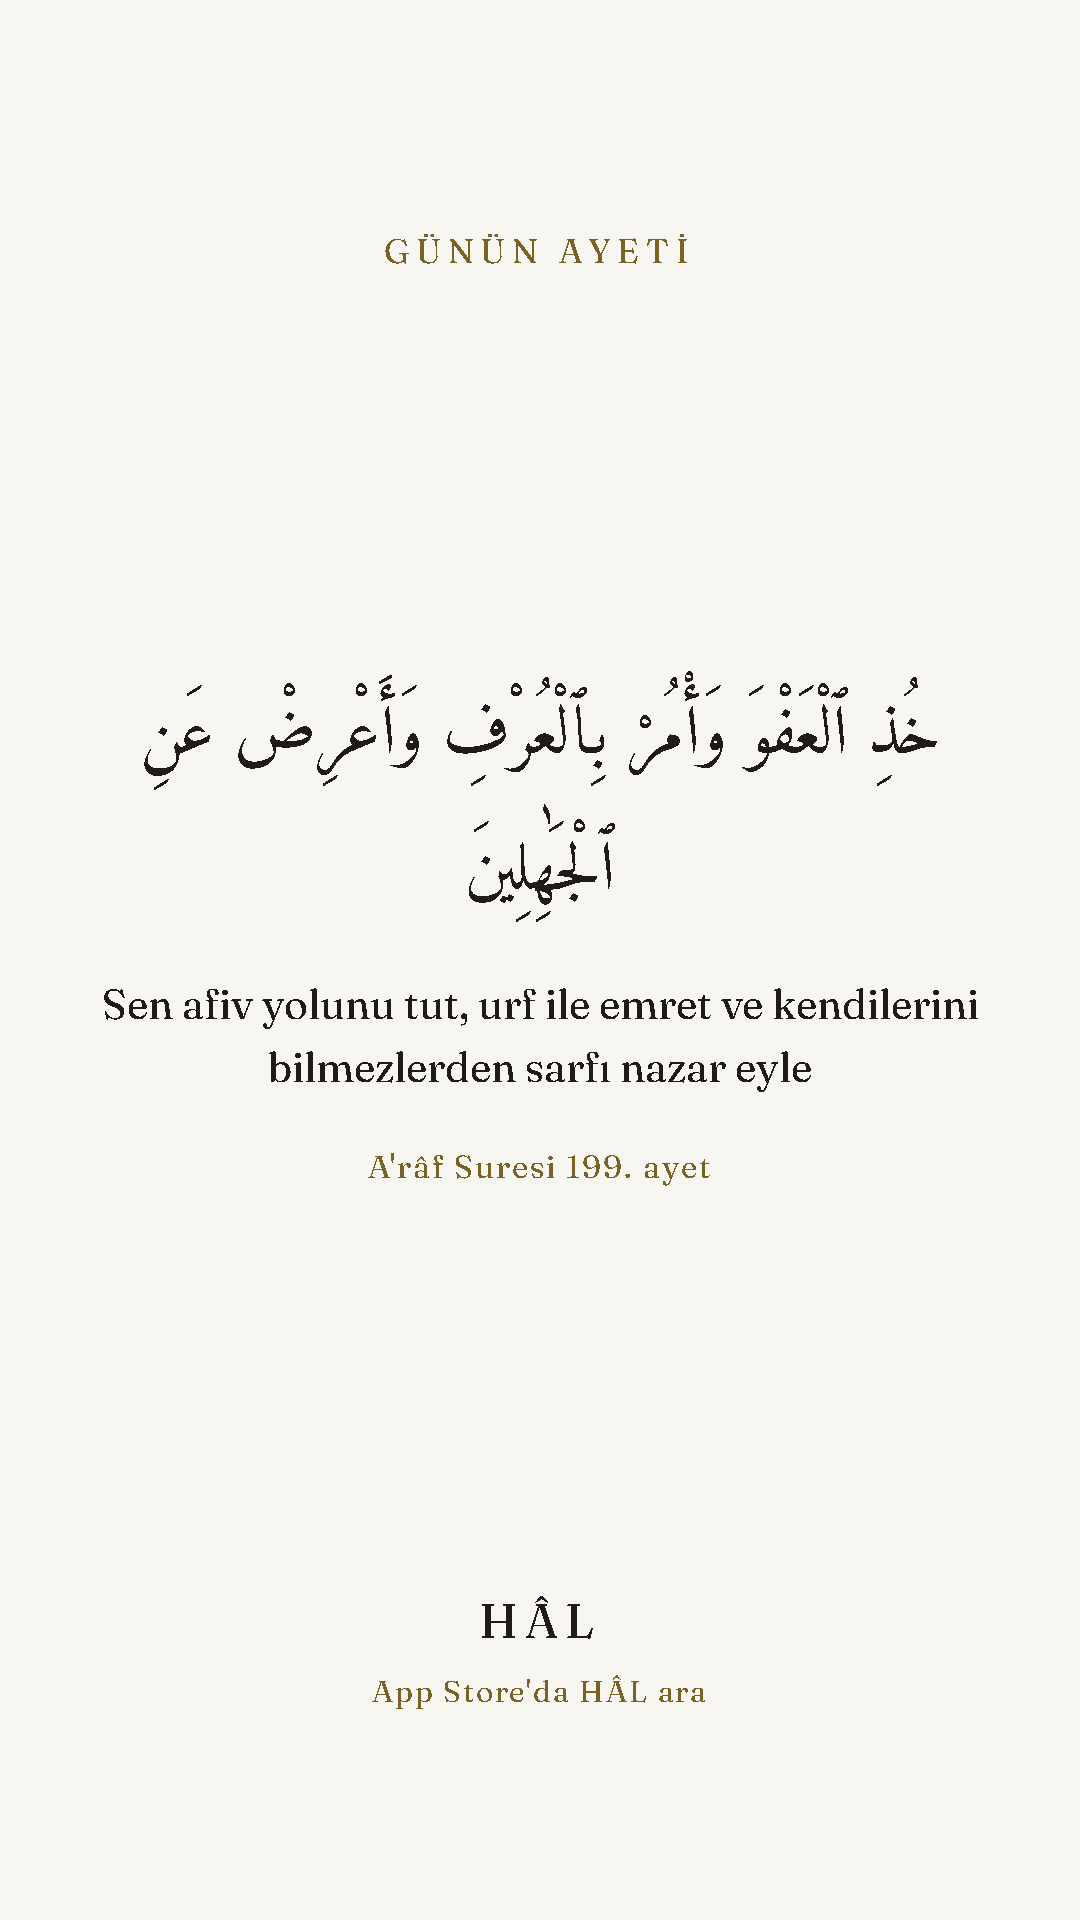 GÜNÜN AYETİ
خُذِ ٱلْعَفْوَ وَأْمُرْ بِٱلْعُرْفِ وَأَعْرِضْ عَنِ
ٱلْجَـٰهِلِينَ
Sen afiv yolunu tut, urf ile emret ve kendilerini
bilmezlerden sarfı nazar eyle
A'râf Suresi 199. ayet
HÂL
App Store'da HÂL ara